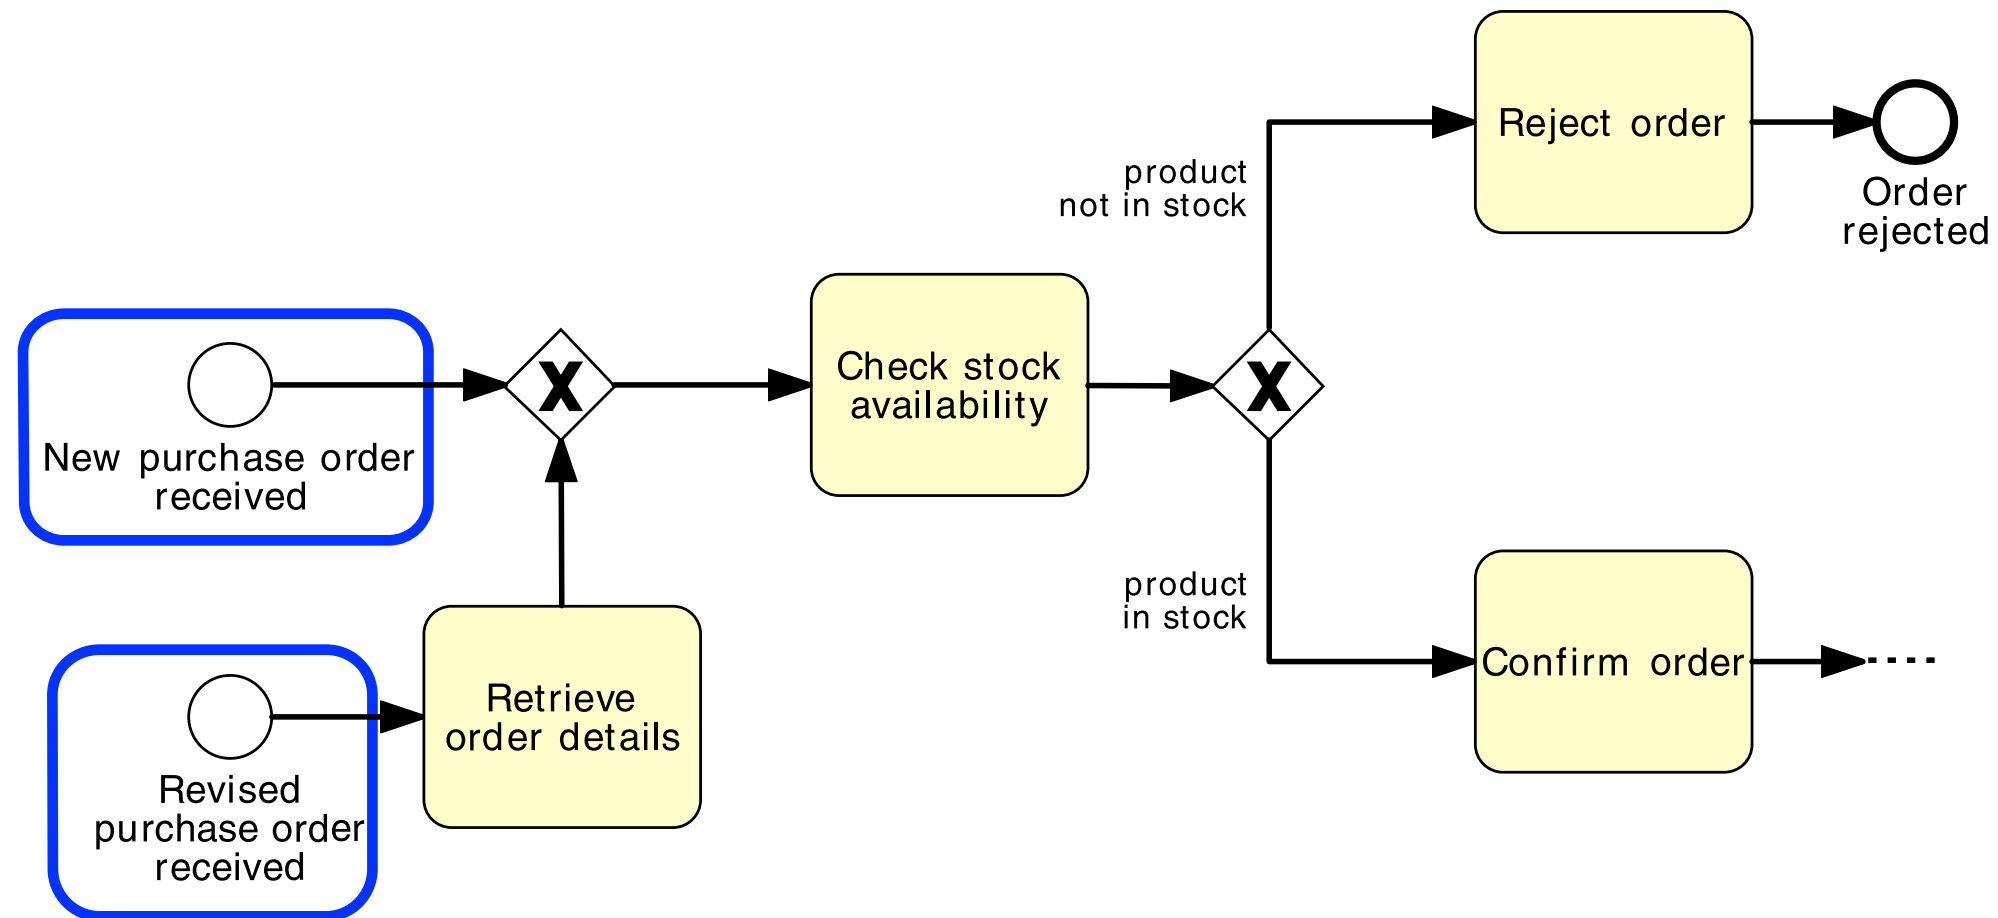 Reject order
Order
rejected
product
not in stock
Check stock
availability
X
X
New purchase order
received
product
in stock
Confirm order
Retrieve
order details
Revised
purchase order
received